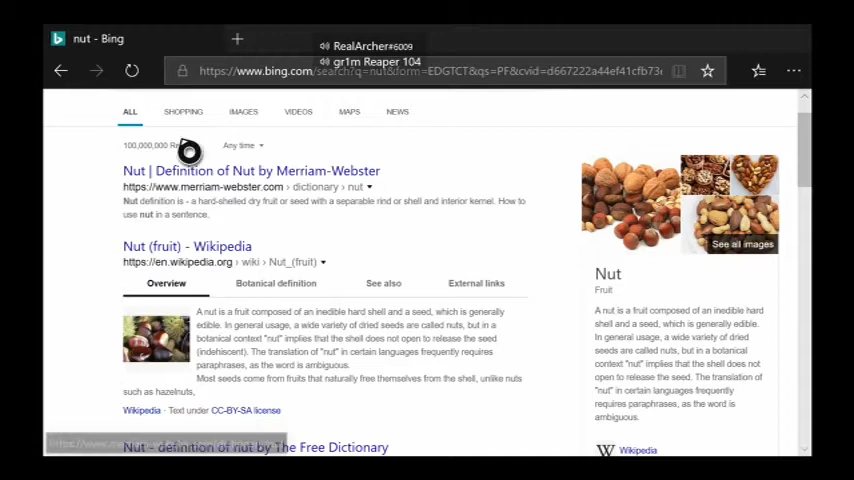 nut - Bing
RealArcher#6009
gr1m Reaper 104
https://www.bing.com/search?q=nut&form=EDGTCT&qs=PF&cvid=d667222a44ef41cfb73
ALL SHOPPING IMAGES VIDEOS MAPS NEWS
100,000,000 Any time
Nut | Definition of Nut by Merriam-Webster
https://www.merriam-webster.com › dictionary › nut
Nut definition is - a hard-shelled dry fruit or seed with a separable rind or shell and interior kernel. How to
use nut in a sentence.
Nut (fruit) - Wikipedia
https://en.wikipedia.org › wiki › Nut_(fruit)
Overview Botanical definition See also External links
A nut is a fruit composed of an inedible hard shell and a seed, which is generally
edible. In general usage, a wide variety of dried seeds are called nuts, but in a
botanical context "nut" implies that the shell does not open to release the seed
(indehiscent). The translation of "nut" in certain languages frequently requires
paraphrases, as the word is ambiguous.
Most seeds come from fruits that naturally free themselves from the shell, unlike nuts
such as hazelnuts,
Wikipedia · Text under CC-BY-SA license
Nut - definition of nut by The Free Dictionary
See all images
Nut
Fruit
A nut is a fruit composed of an inedible hard
shell and a seed, which is generally edible. In
general usage, a wide variety of dried seeds
are called nuts, but in a botanical context
"nut" implies that the shell does not open to
release the seed (indehiscent). The
translation of "nut" in certain languages
frequently requires paraphrases, as the word
is ambiguous.
W Wikipedia